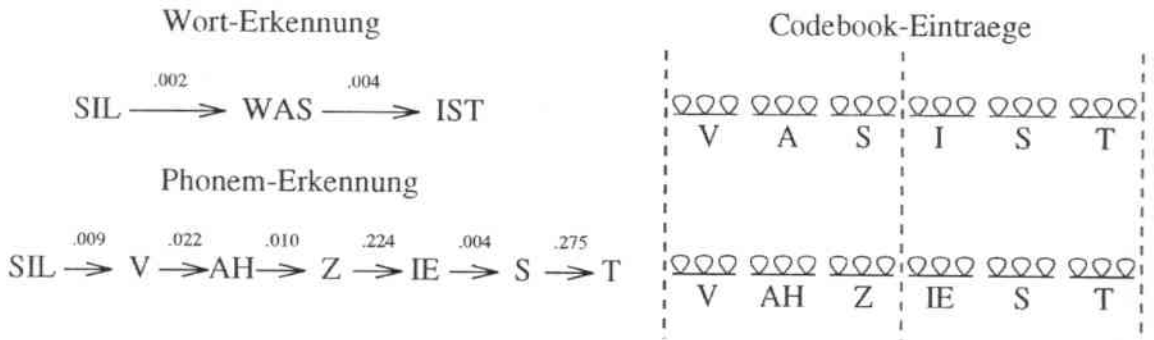 Wort-Erkennung
.002 .004
SIL WAS IST
Phonem-Erkennung
.009 .022 .010 .224 .004 .275
SIL V AH Z IE S T
Codebook-Eintraege
V A S I S T
V AH Z IE S T